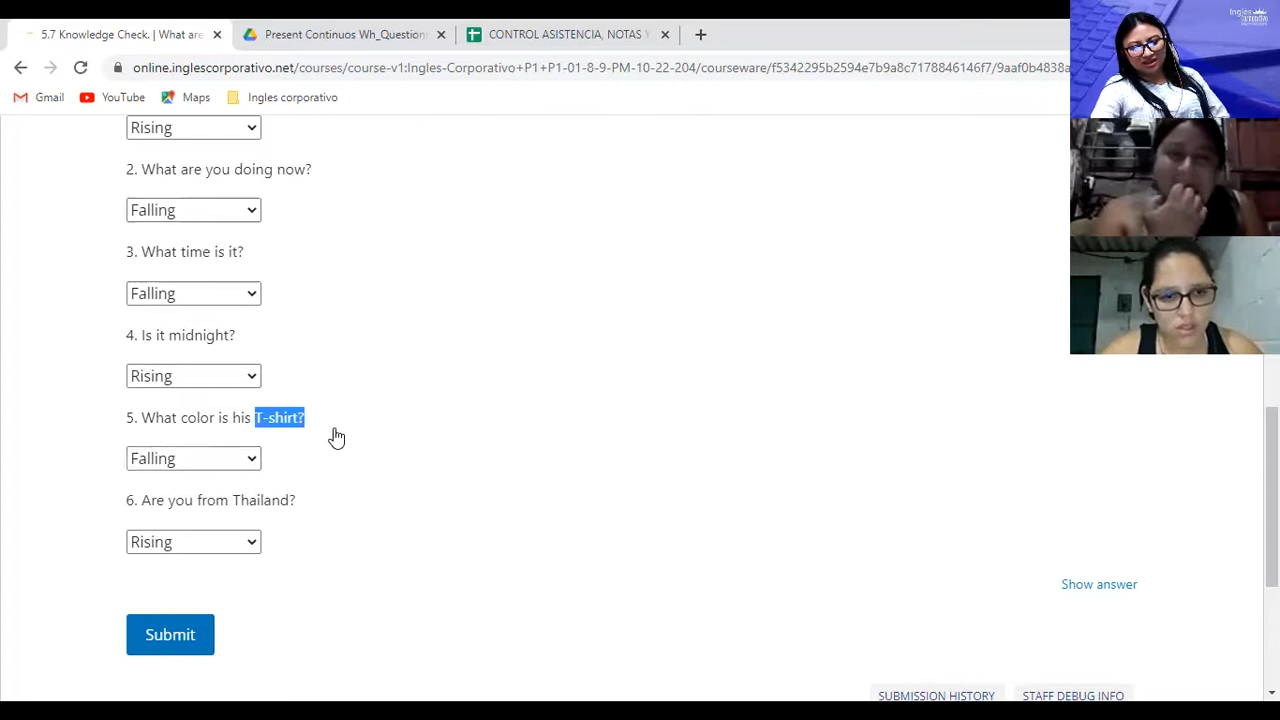 5.7 Knowledge Check. | What are
Present Continuos Wh_Question
CONTROL ASISTENCIA, NOTAS Y
online.inglescorporativo.net/courses/course-v1:Ingles-Corporativo+P1+P1-01-8-9-PM-10-22-204/courseware/f5342295b2594e7b9a8c7178846146f7/9aaf0b4838a
Gmail
YouTube
Maps
Ingles corporativo
Ingles
corporativo
Rising
2. What are you doing now?
Falling
3. What time is it?
Falling
4. Is it midnight?
Rising
5. What color is his T-shirt?
Falling
6. Are you from Thailand?
Rising
Show answer
Submit
SUBMISSION HISTORY
STAFF DEBUG INFO